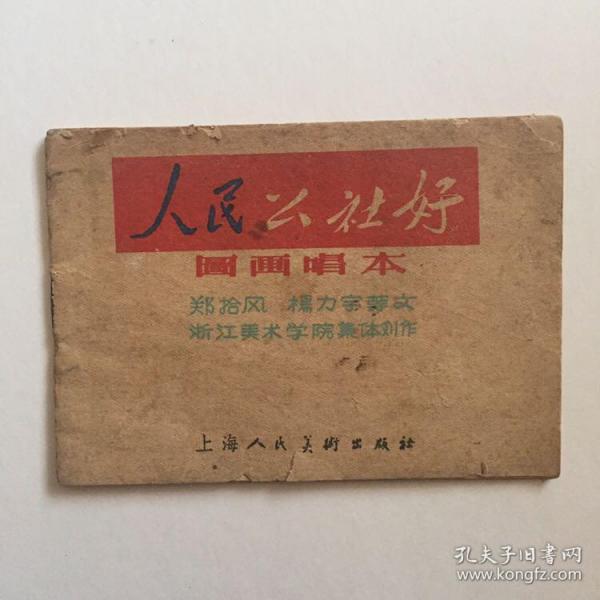 人民公社好
圖画唱本
郑拾风 楊力宇等文
浙江美术学院集体创作
上海人民美術出版社
孔夫子旧书网
www.kongfz.com